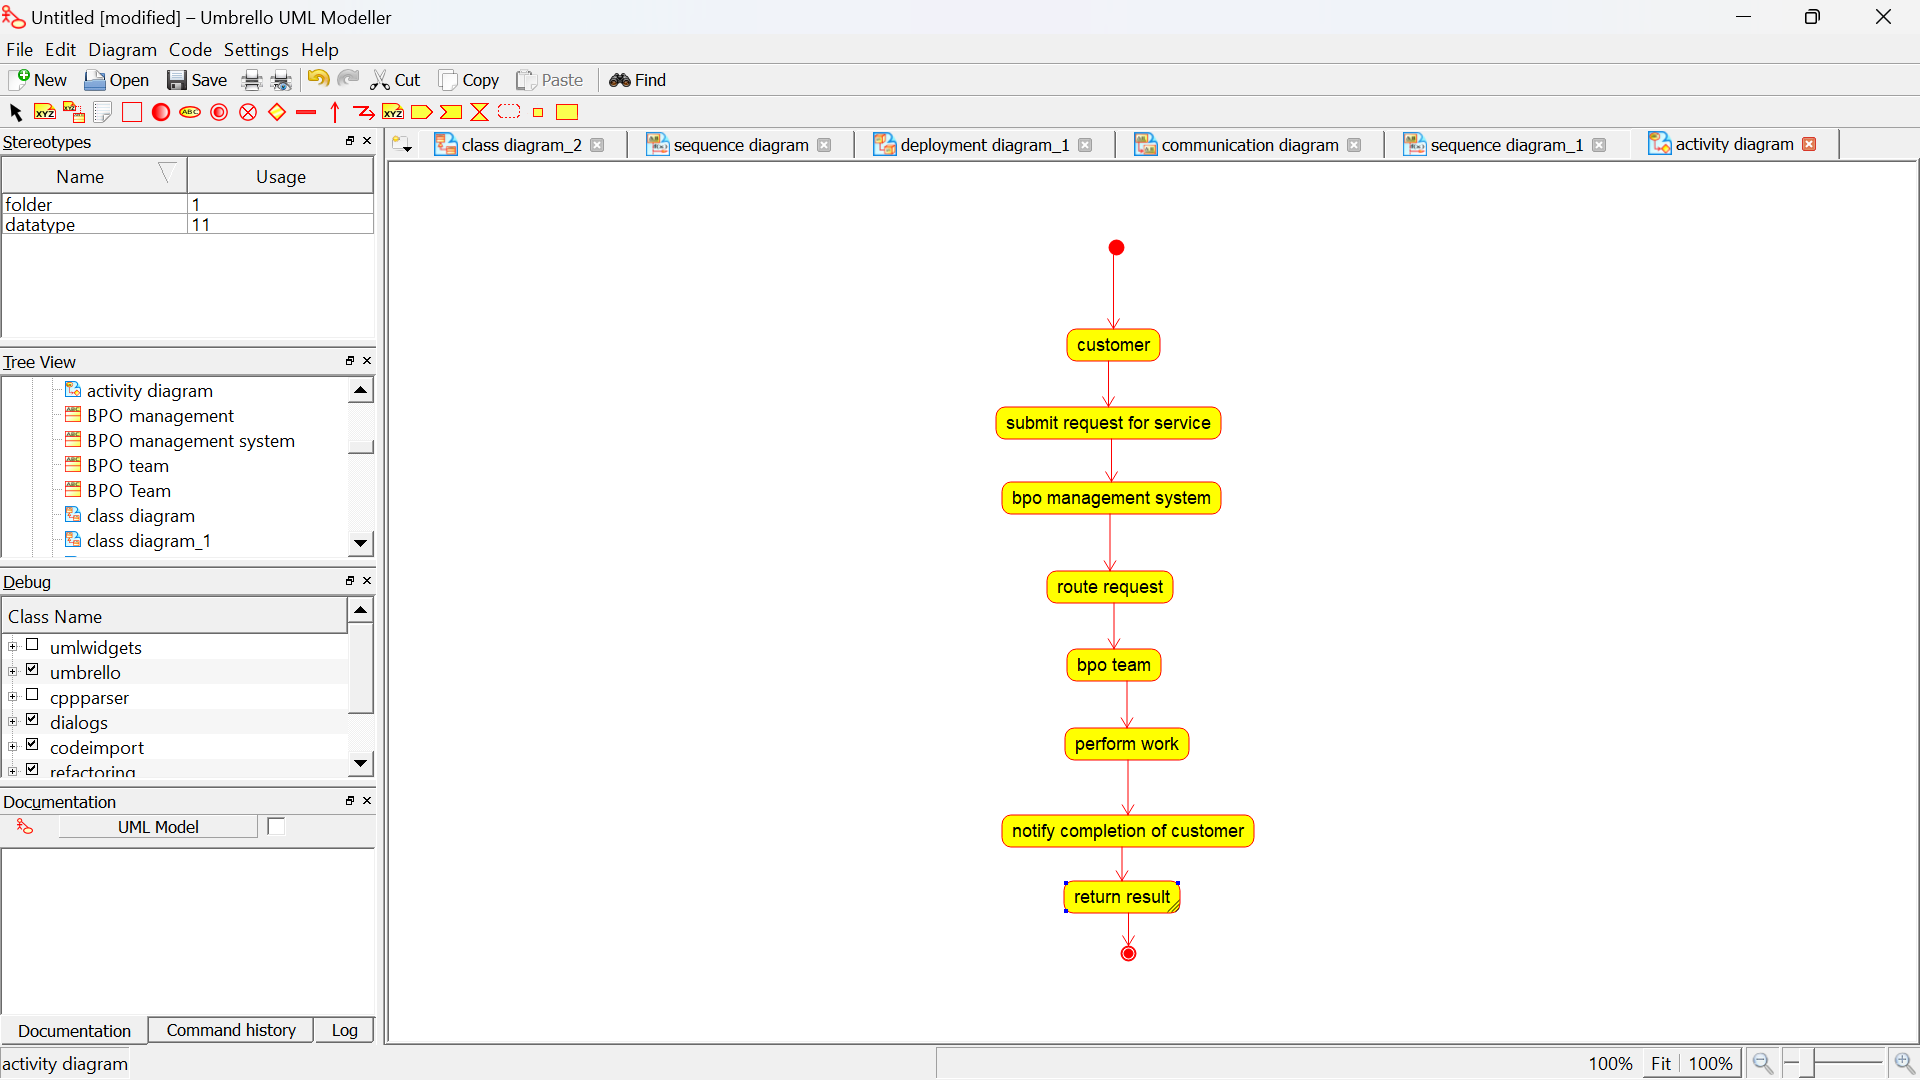 Untitled [modified] – Umbrello UML Modeller
File Edit Diagram Code Settings Help
New Open Save Cut Copy Paste Find
Stereotypes
Name Usage
folder 1
datatype 11
Tree View
activity diagram
BPO management
BPO management system
BPO team
BPO Team
class diagram
class diagram_1
Debug
Class Name
umlwidgets
umbrello
cppparser
dialogs
codeimport
refactoring
Documentation
UML Model
Documentation Command history Log
class diagram_2 sequence diagram deployment diagram_1 communication diagram sequence diagram_1 activity diagram
customer
submit request for service
bpo management system
route request
bpo team
perform work
notify completion of customer
return result
activity diagram
100% Fit 100%